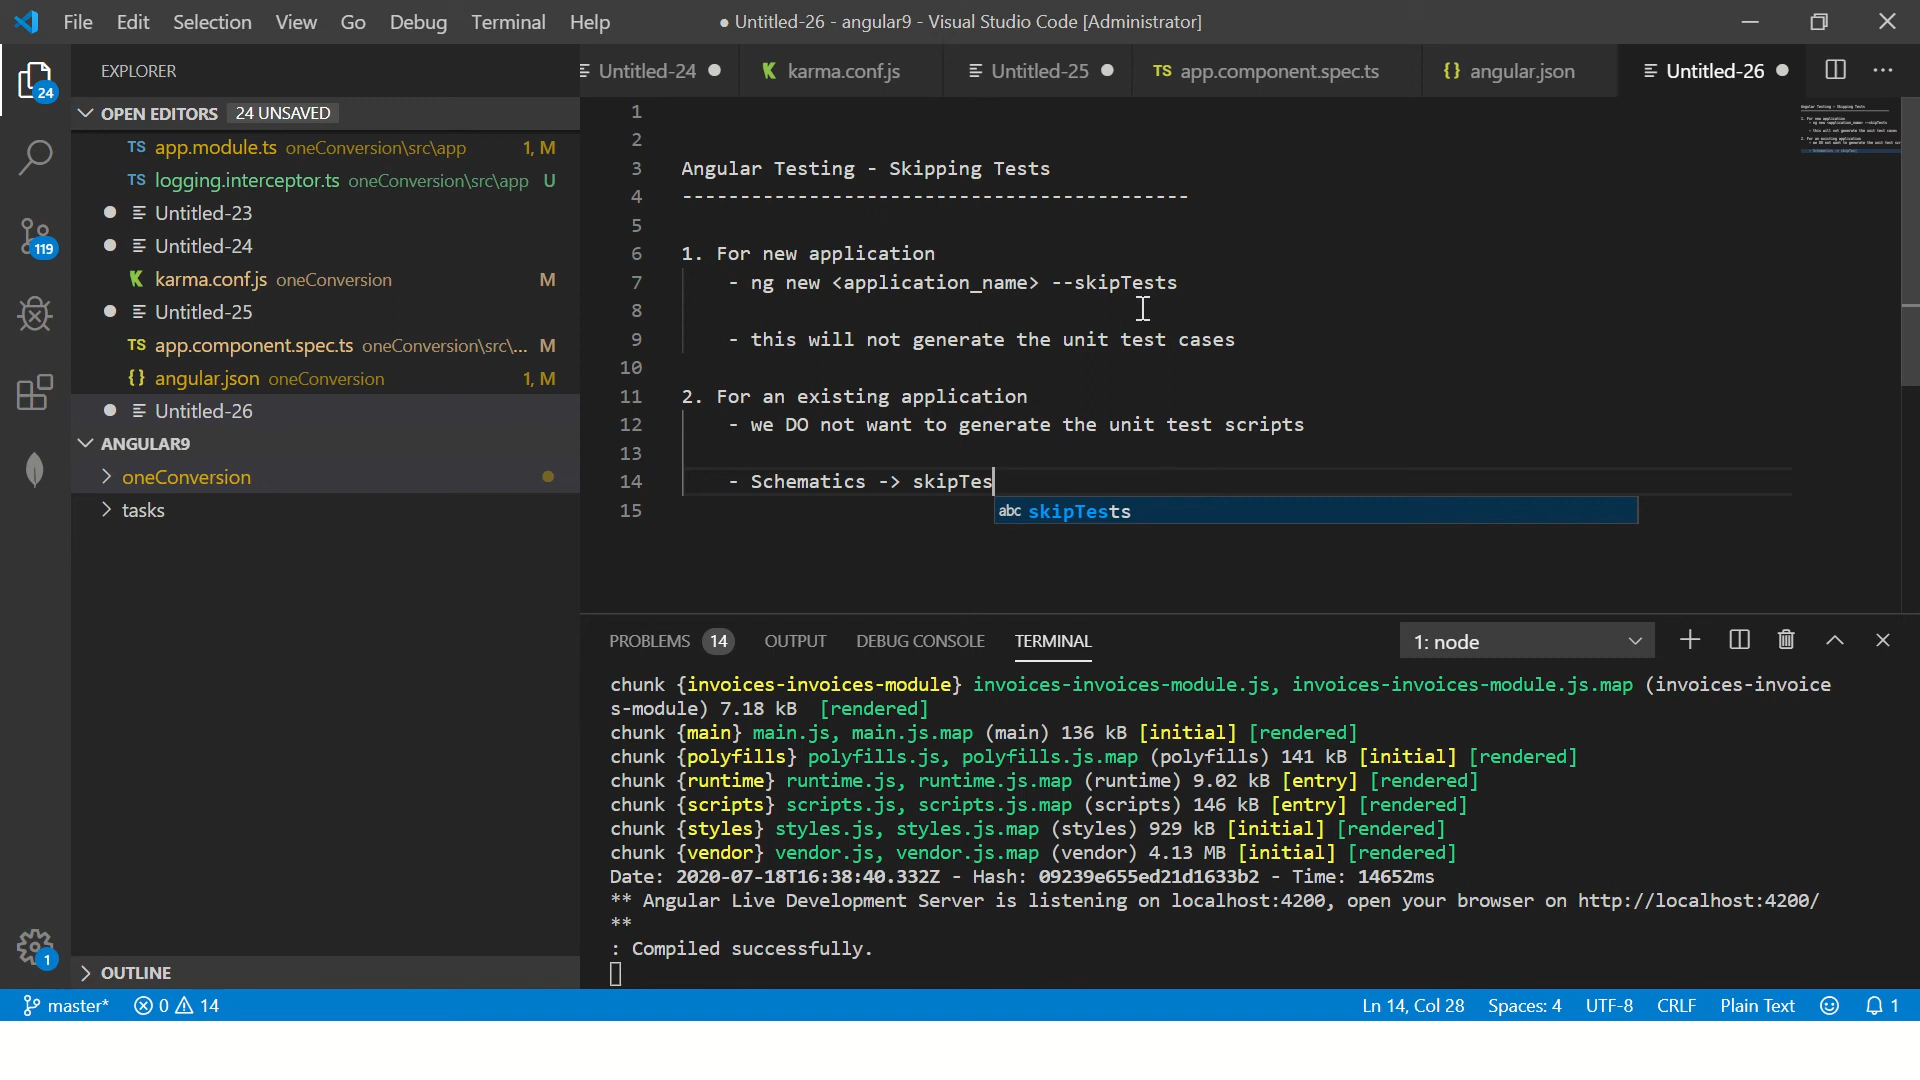 File Edit Selection View Go Debug Terminal Help
● Untitled-26 - angular9 - Visual Studio Code [Administrator]
EXPLORER
Untitled-24
karma.conf.js
Untitled-25
TS app.component.spec.ts
{} angular.json
Untitled-26
24
OPEN EDITORS 24 UNSAVED
TS app.module.ts oneConversion\src\app 1, M
TS logging.interceptor.ts oneConversion\src\app U
Untitled-23
Untitled-24
karma.conf.js oneConversion M
Untitled-25
TS app.component.spec.ts oneConversion\src\... M
{} angular.json oneConversion 1, M
Untitled-26
ANGULAR9
oneConversion
tasks
119
1
OUTLINE
1
2
3 Angular Testing - Skipping Tests
4 --------------------------------------------
5
6 1. For new application
7 - ng new <application_name> --skipTests
8
9 - this will not generate the unit test cases
10
11 2. For an existing application
12 - we DO not want to generate the unit test scripts
13
14 - Schematics -> skipTes
abc skipTests
15
PROBLEMS 14 OUTPUT DEBUG CONSOLE TERMINAL 1: node
chunk {invoices-invoices-module} invoices-invoices-module.js, invoices-invoices-module.js.map (invoices-invoice
s-module) 7.18 kB [rendered]
chunk {main} main.js, main.js.map (main) 136 kB [initial] [rendered]
chunk {polyfills} polyfills.js, polyfills.js.map (polyfills) 141 kB [initial] [rendered]
chunk {runtime} runtime.js, runtime.js.map (runtime) 9.02 kB [entry] [rendered]
chunk {scripts} scripts.js, scripts.js.map (scripts) 146 kB [entry] [rendered]
chunk {styles} styles.js, styles.js.map (styles) 929 kB [initial] [rendered]
chunk {vendor} vendor.js, vendor.js.map (vendor) 4.13 MB [initial] [rendered]
Date: 2020-07-18T16:38:40.332Z - Hash: 09239e655ed21d1633b2 - Time: 14652ms
** Angular Live Development Server is listening on localhost:4200, open your browser on http://localhost:4200/
**
: Compiled successfully.
master* 0 14
Ln 14, Col 28 Spaces: 4 UTF-8 CRLF Plain Text 1